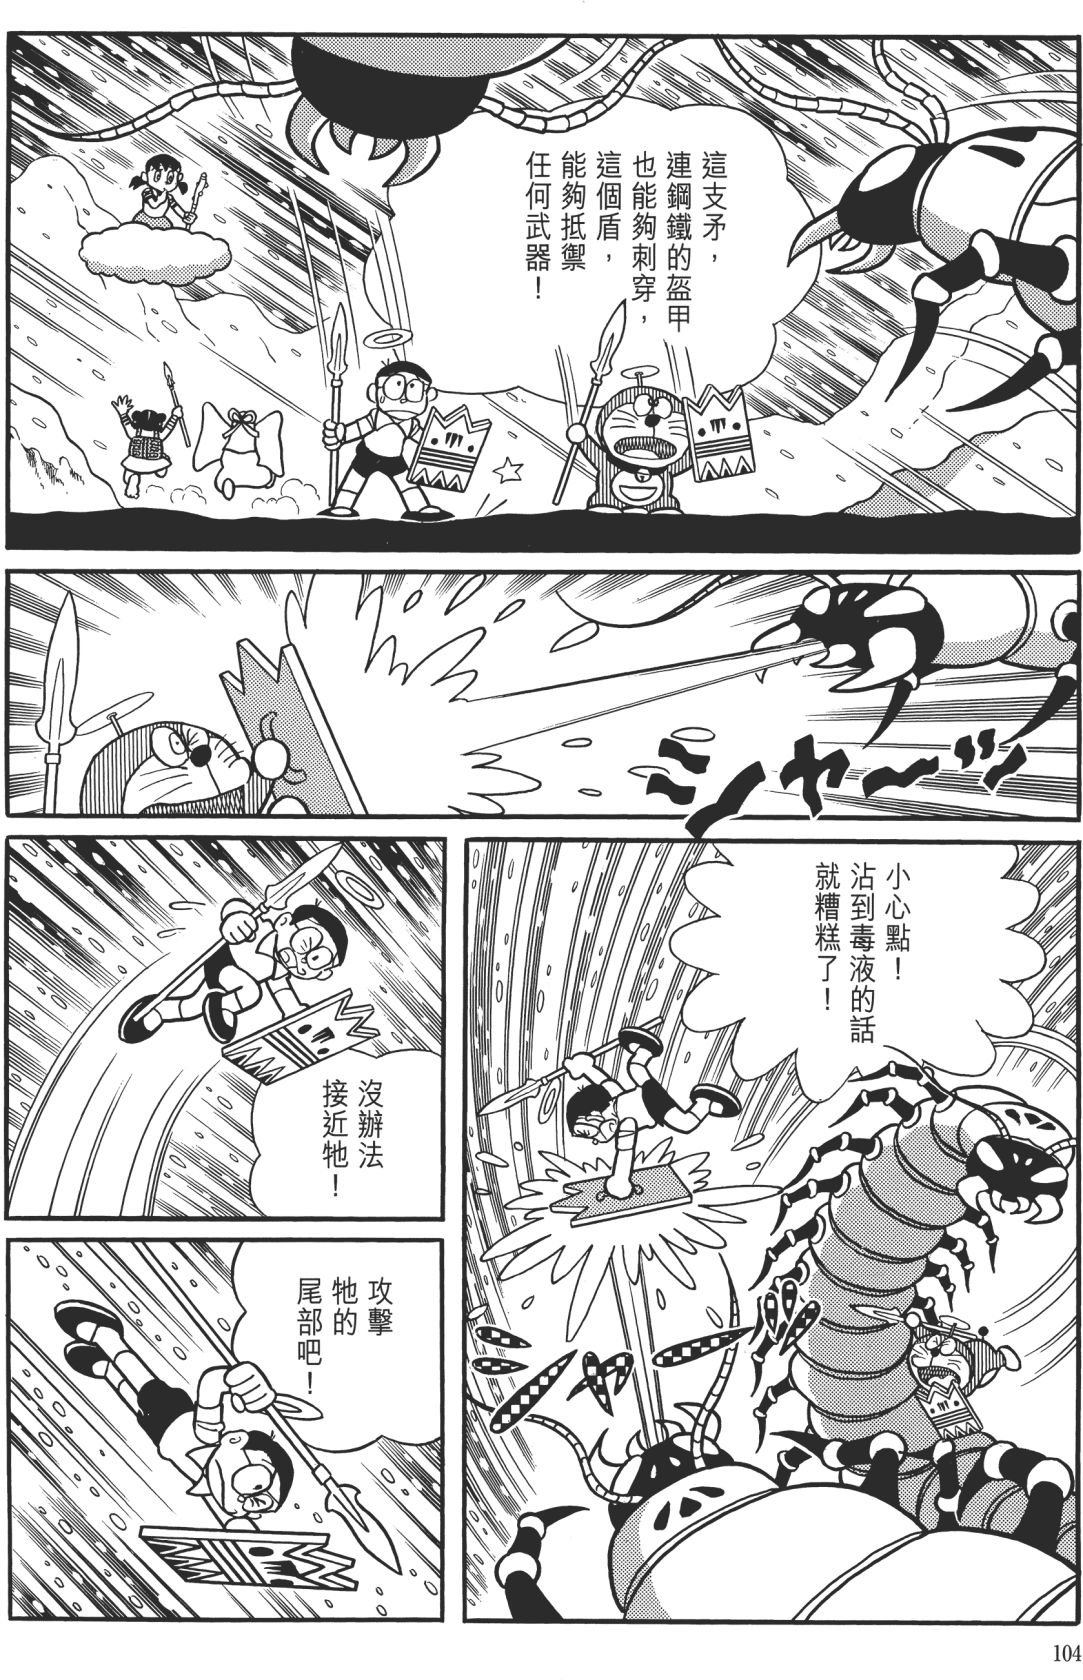 這支矛，
連鋼鐵的盔甲
也能夠刺穿，
這個盾，
能夠抵禦
任何武器！
シャーッ
小心點！
沾到毒液的話
就糟糕了！
沒辦法
接近牠！
攻擊
牠的
尾部吧！
104